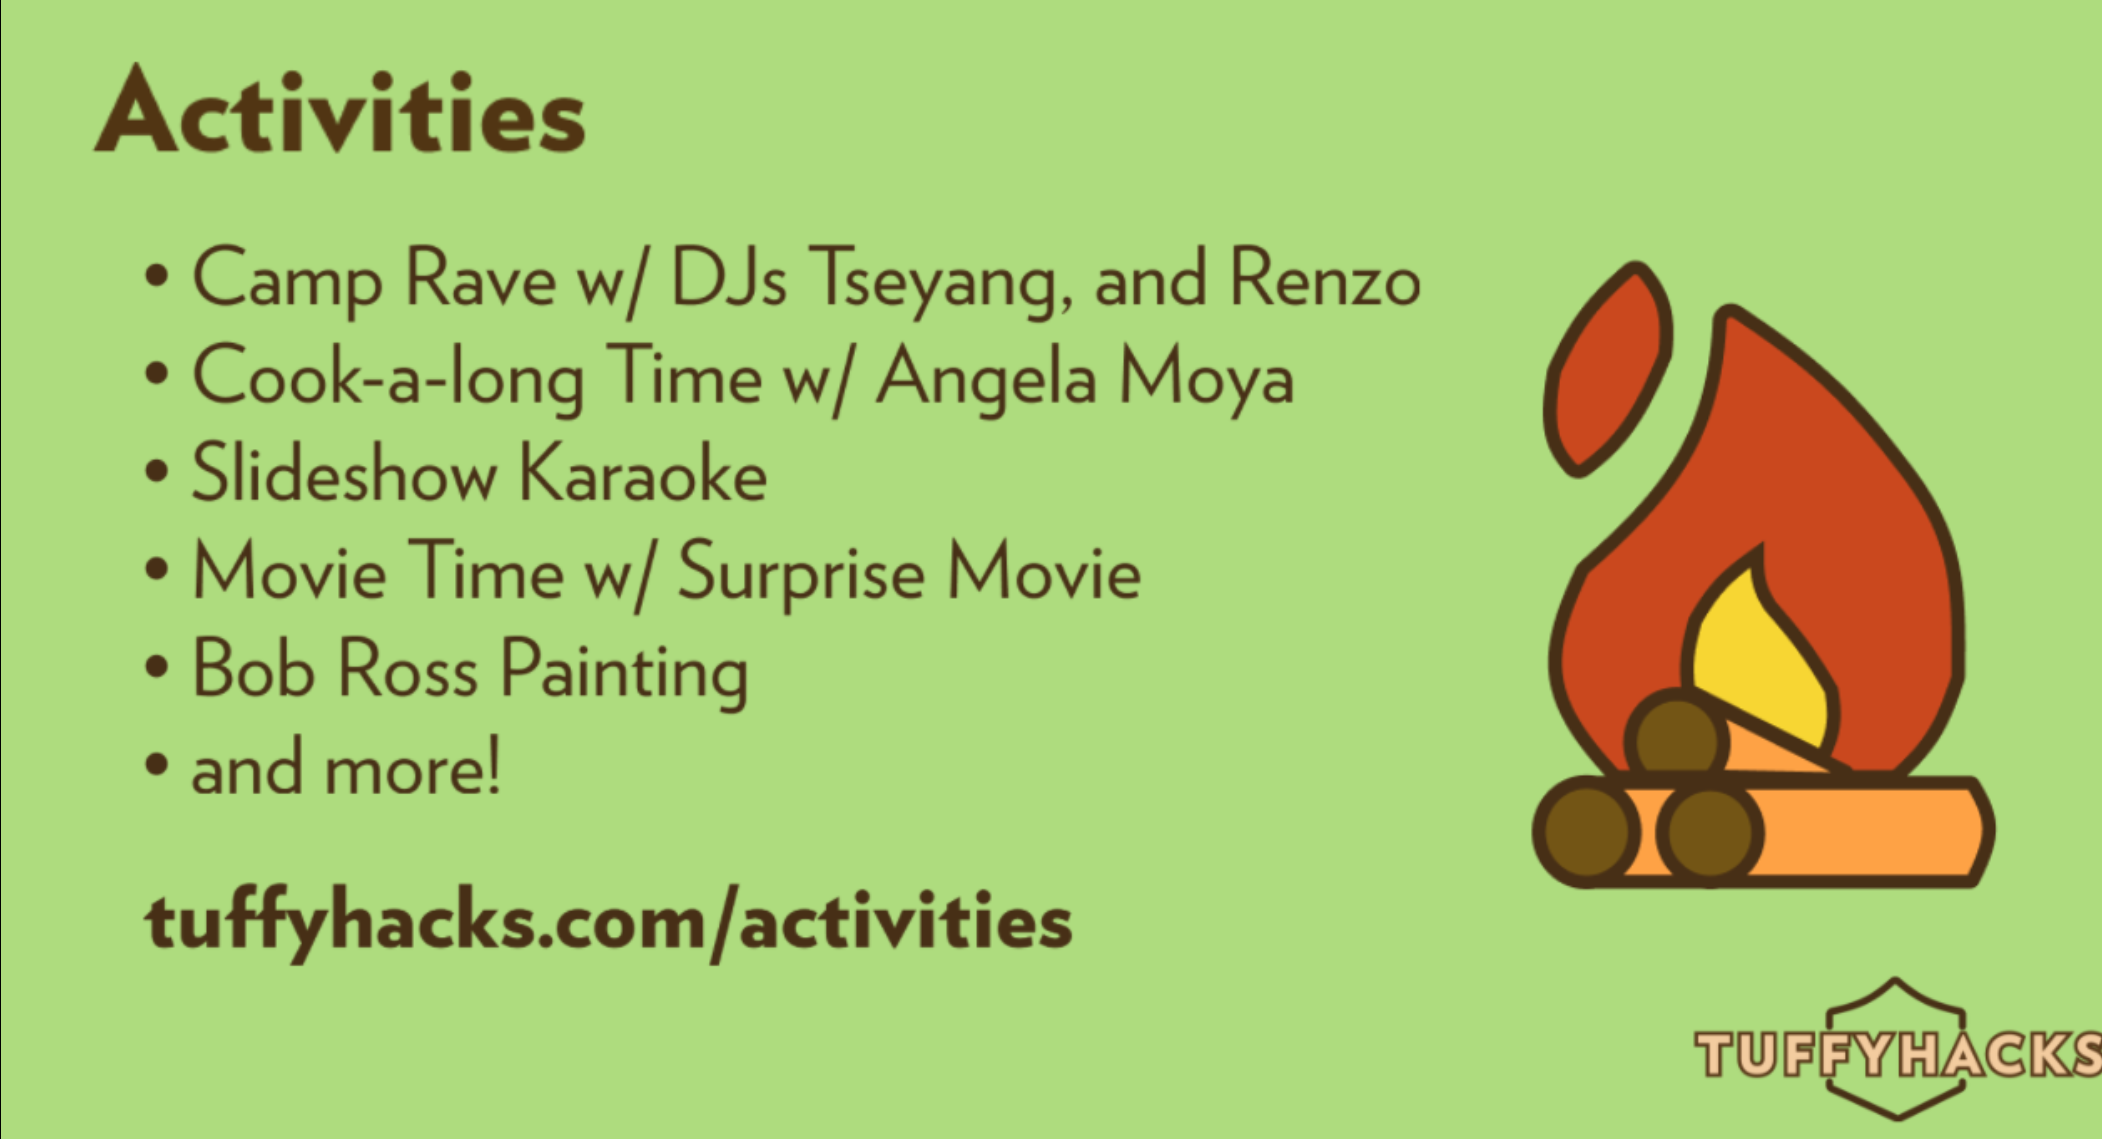 Activities
• Camp Rave w/ DJs Tseyang, and Renzo
• Cook-a-long Time w/ Angela Moya
• Slideshow Karaoke
• Movie Time w/ Surprise Movie
• Bob Ross Painting
• and more!
tuffyhacks.com/activities
TUFFYHACKS